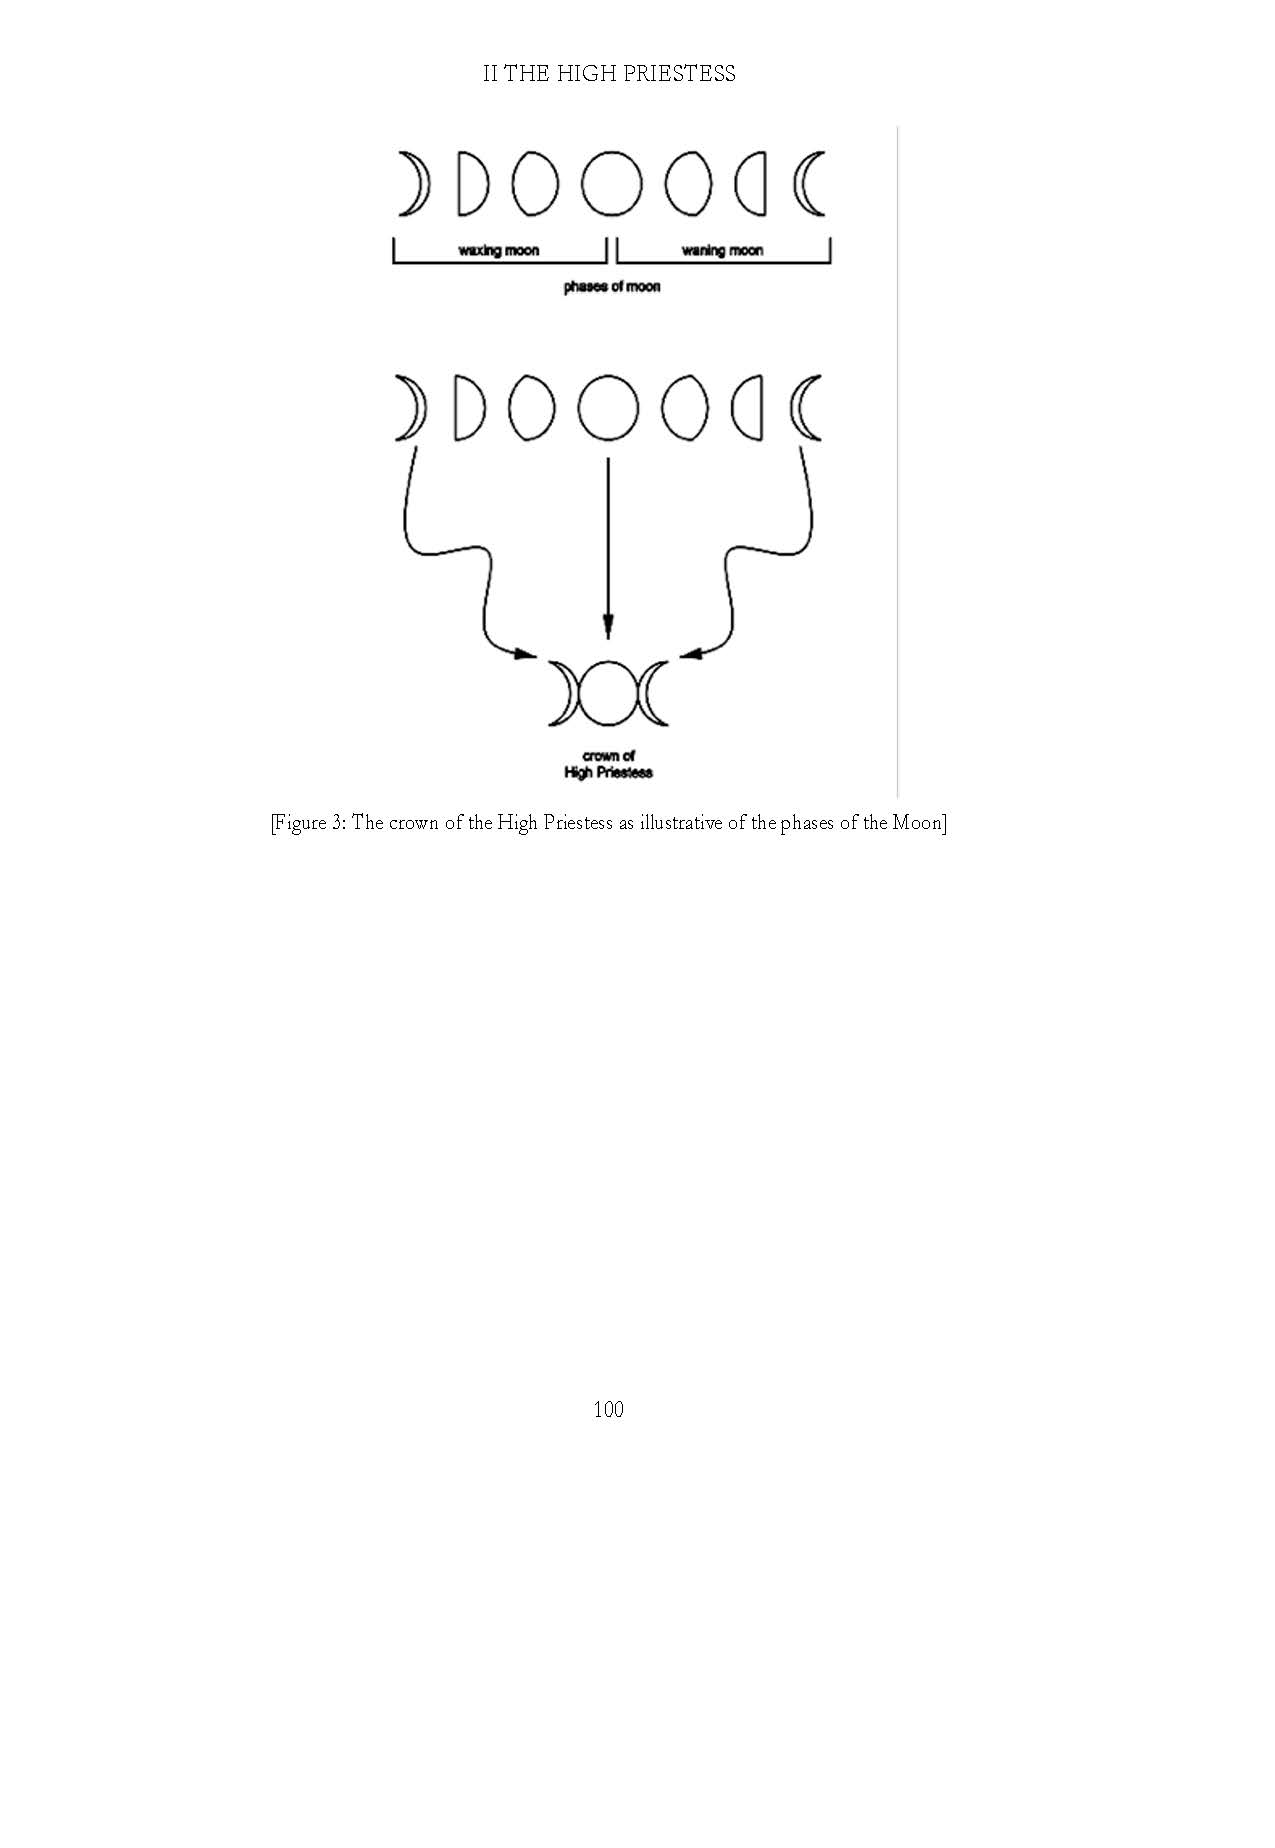 II THE HIGH PRIESTESS
waxing moon
waning moon
phases of moon
crown of
High Priestess
[Figure 3: The crown of the High Priestess as illustrative of the phases of the Moon]
100